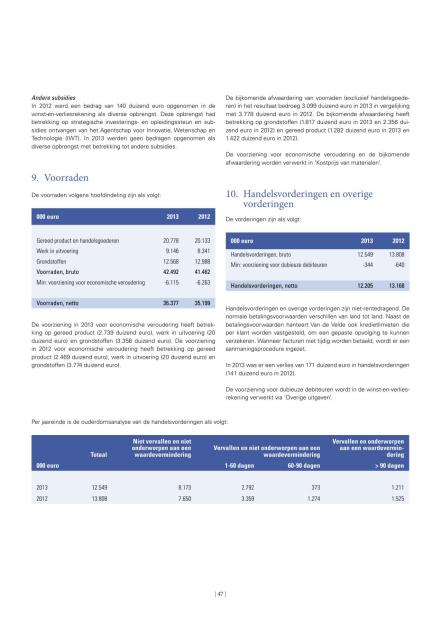 Andere subsidies
In 2012 werd een bedrag van 140 duizend euro opgenomen in de
winst-en-verliesrekening als diverse opbrengst. Deze opbrengst had
betrekking op strategische investerings- en opleidingssteun en sub-
sidies ontvangen van het Agentschap voor Innovatie, Wetenschap en
Technologie (IWT). In 2013 werden geen bedragen opgenomen als
diverse opbrengst met betrekking tot andere subsidies.
9. Voorraden
De voorraden volgens hoofdindeling zijn als volgt:
000 euro 2013 2012
Gereed product en handelsgoederen 20.778 20.133
Werk in uitvoering 9.146 8.341
Grondstoffen 12.568 12.988
Voorraden, bruto 42.492 41.462
Min: voorziening voor economische veroudering -6.115 -6.263
Voorraden, netto 36.377 35.199
De voorziening in 2013 voor economische veroudering heeft betrek-
king op gereed product (2.739 duizend euro), werk in uitvoering (20
duizend euro) en grondstoffen (3.356 duizend euro). De voorziening
in 2012 voor economische veroudering heeft betrekking op gereed
product (2.469 duizend euro), werk in uitvoering (20 duizend euro) en
grondstoffen (3.774 duizend euro).
De bijkomende afwaardering van voorraden (exclusief handelsgoede-
ren) in het resultaat bedroeg 3.099 duizend euro in 2013 in vergelijking
met 3.778 duizend euro in 2012. De bijkomende afwaardering heeft
betrekking op grondstoffen (1.817 duizend euro in 2013 en 2.356 dui-
zend euro in 2012) en gereed product (1.282 duizend euro in 2013 en
1.422 duizend euro in 2012).
De voorziening voor economische veroudering en de bijkomende
afwaardering worden verwerkt in 'Kostprijs van materialen'.
10. Handelsvorderingen en overige
vorderingen
De vorderingen zijn als volgt:
000 euro 2013 2012
Handelsvorderingen, bruto 12.549 13.808
Min: voorziening voor dubieuze debiteuren -344 -640
Handelsvorderingen, netto 12.205 13.168
Handelsvorderingen en overige vorderingen zijn niet-rentedragend. De
normale betalingsvoorwaarden verschillen van land tot land. Naast de
betalingsvoorwaarden hanteert Van de Velde ook kredietlimieten die
per klant worden vastgesteld, om een gepaste opvolging te kunnen
verzekeren. Wanneer facturen niet tijdig worden betaald, wordt er een
aanmaningsprocedure ingezet.
In 2013 was er een verlies van 171 duizend euro in handelsvorderingen
(141 duizend euro in 2012).
De voorziening voor dubieuze debiteuren wordt in de winst-en-verlies-
rekening verwerkt via 'Overige uitgaven'.
Per jaareinde is de ouderdomsanalyse van de handelsvorderingen als volgt:
000 euro Totaal Niet vervallen en niet onderworpen aan een waardevermindering Vervallen en niet onderworpen aan een waardevermindering Vervallen en onderworpen aan een waardevermin-dering
1-60 dagen 60-90 dagen > 90 dagen
2013 12.549 8.173 2.792 373 1.211
2012 13.808 7.650 3.359 1.274 1.525
| 47 |